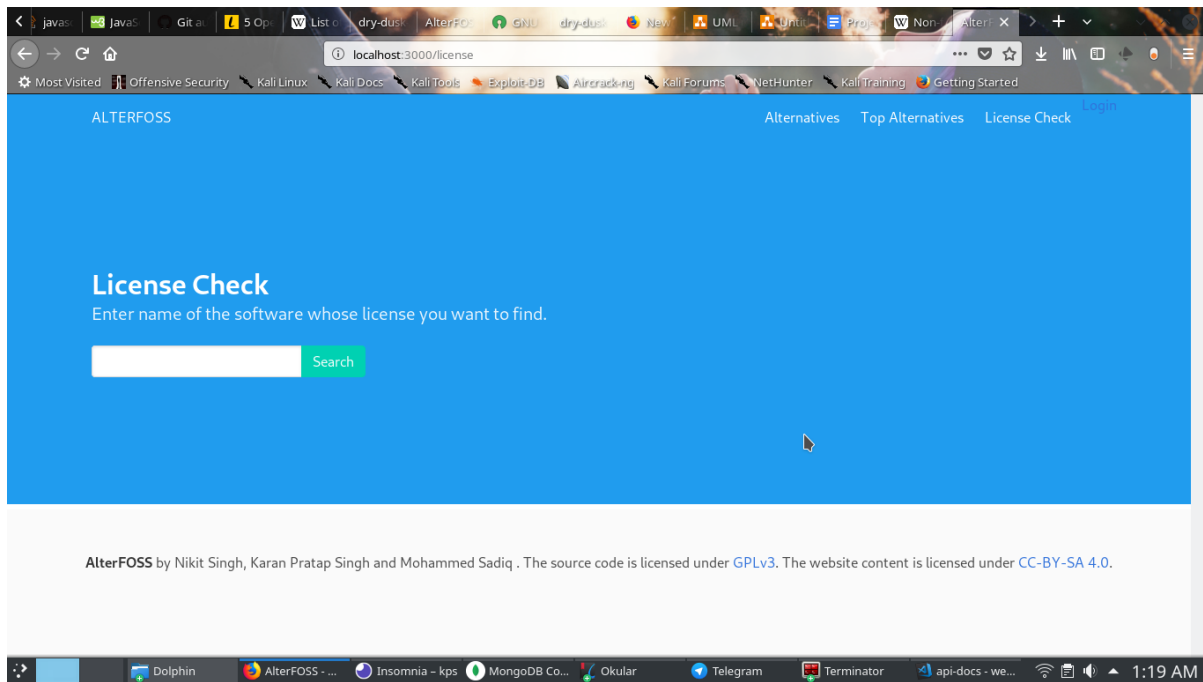 javas JavaS Git a 5 Ope List o dry-dusk AlterFO GNU dry-dusk New UML Untit Proj Non- AlterF
localhost:3000/license
Most Visited Offensive Security Kali Linux Kali Docs Kali Tools Exploit-DB Aircrack-ng Kali Forums NetHunter Kali Training Getting Started
ALTERFOSS Alternatives Top Alternatives License Check Login
License Check
Enter name of the software whose license you want to find.
Search
AlterFOSS by Nikit Singh, Karan Pratap Singh and Mohammed Sadiq . The source code is licensed under GPLv3. The website content is licensed under CC-BY-SA 4.0.
Dolphin AlterFOSS - ... Insomnia – kps MongoDB Co... Okular Telegram Terminator api-docs - we... 1:19 AM